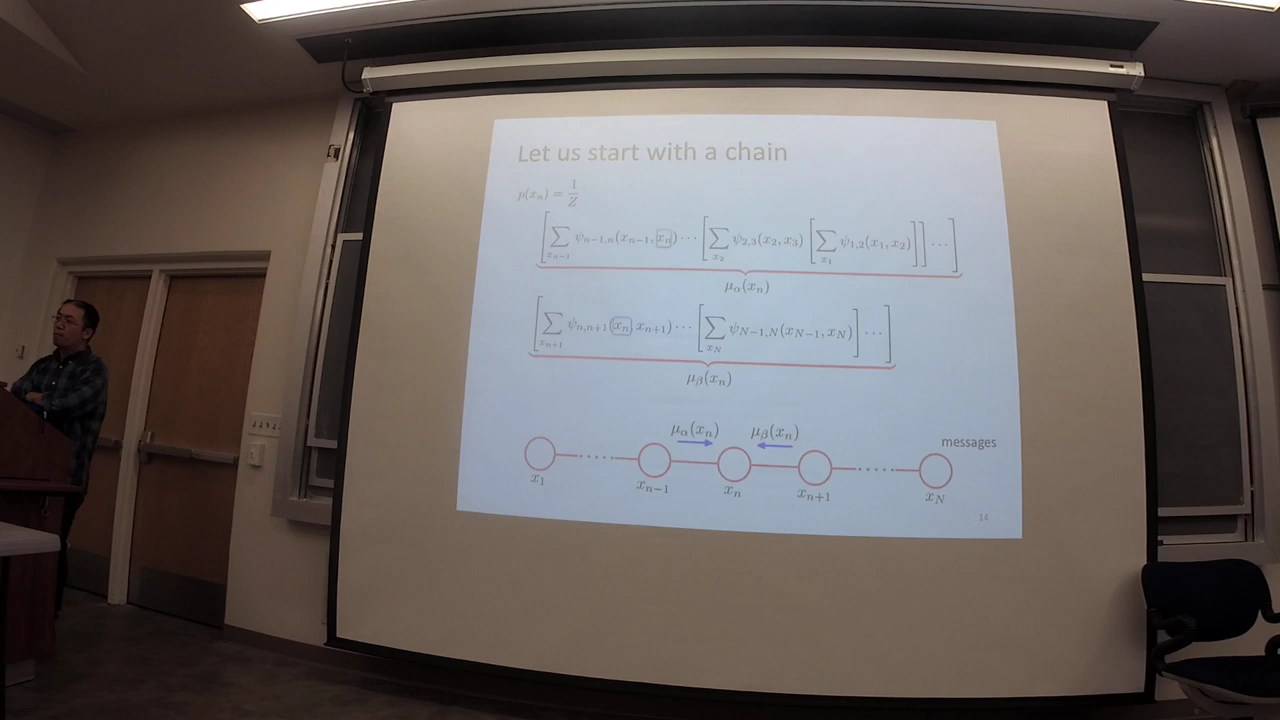 Let us start with a chain
p(x_n) = 1/Z
[∑_{x_{n−1}} ψ_{n−1,n}(x_{n−1}, x_n) ··· [∑_{x_2} ψ_{2,3}(x_2, x_3) [∑_{x_1} ψ_{1,2}(x_1, x_2)]] ···]
μ_α(x_n)
[∑_{x_{n+1}} ψ_{n,n+1}(x_n, x_{n+1}) ··· [∑_{x_N} ψ_{N−1,N}(x_{N−1}, x_N)] ···]
μ_β(x_n)
μ_α(x_n) μ_β(x_n) messages
x_1 x_{n−1} x_n x_{n+1} x_N
14